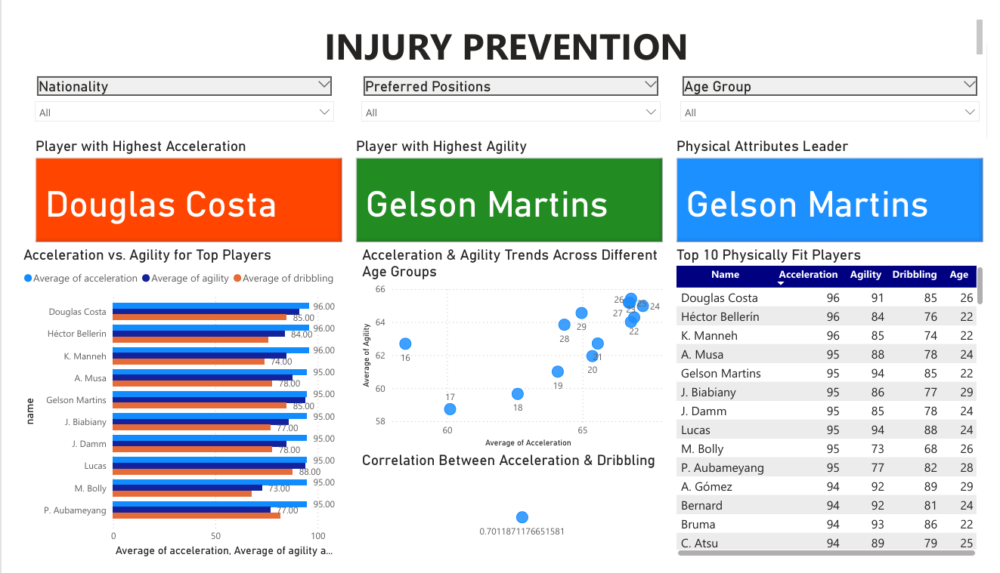 INJURY PREVENTION
Nationality
Preferred Positions
Age Group
All
All
All
Player with Highest Acceleration
Player with Highest Agility
Physical Attributes Leader
Douglas Costa
Gelson Martins
Gelson Martins
Acceleration vs. Agility for Top Players
Average of acceleration Average of agility Average of dribbling
name
Douglas Costa 96.00 85.00
Héctor Bellerín 96.00 84.00
K. Manneh 96.00 74.00
A. Musa 95.00 78.00
Gelson Martins 95.00 85.00
J. Biabiany 95.00 77.00
J. Damm 95.00 78.00
Lucas 95.00 88.00
M. Bolly 95.00 73.00
P. Aubameyang 95.00 77.00
0 50 100
Average of acceleration, Average of agility a...
Acceleration & Agility Trends Across Different
Age Groups
Average of Agility
66
64
62
60
58
26 25 24
27 23
22
29
28
21
20
16
19
17
18
60 65
Average of Acceleration
Correlation Between Acceleration & Dribbling
0.7011871176651581
Top 10 Physically Fit Players
Name Acceleration Agility Dribbling Age
Douglas Costa 96 91 85 26
Héctor Bellerín 96 84 76 22
K. Manneh 96 85 74 22
A. Musa 95 88 78 24
Gelson Martins 95 94 85 22
J. Biabiany 95 86 77 29
J. Damm 95 85 78 24
Lucas 95 94 88 24
M. Bolly 95 73 68 26
P. Aubameyang 95 77 82 28
A. Gómez 94 92 89 29
Bernard 94 92 81 24
Bruma 94 93 86 22
C. Atsu 94 89 79 25